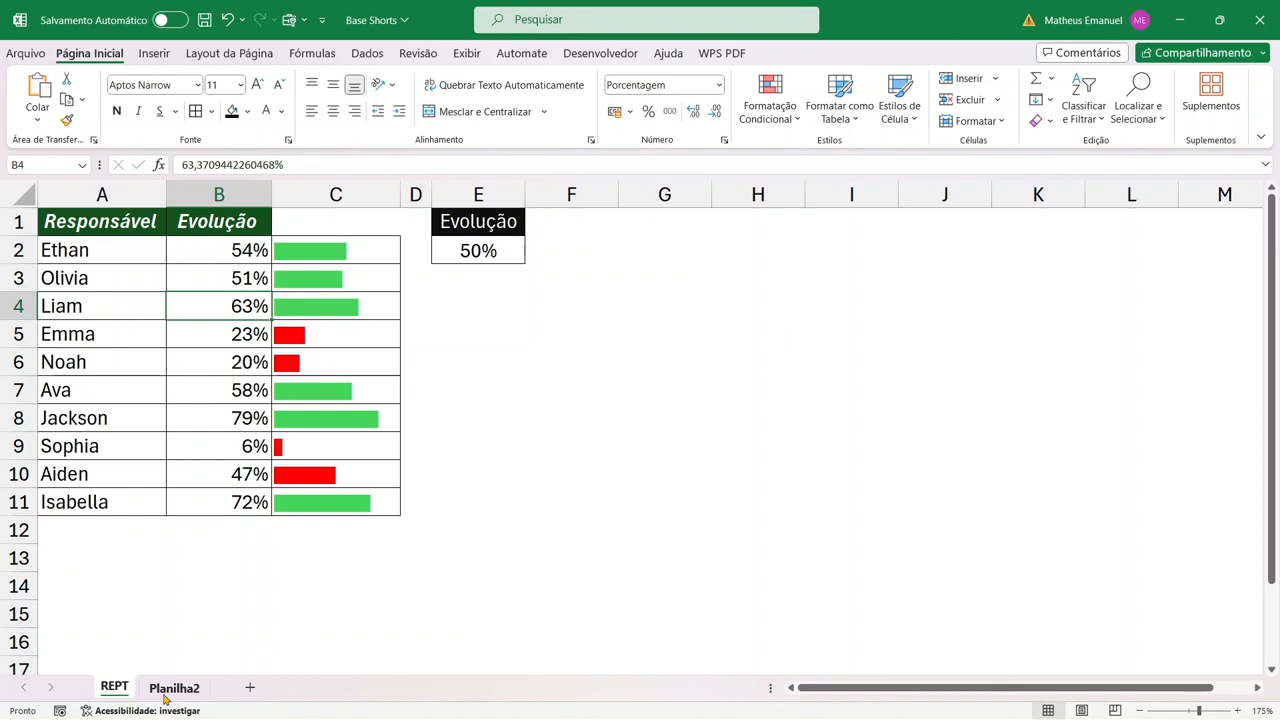 Salvamento Automático
Base Shorts
Pesquisar
Matheus Emanuel
ME
Arquivo Página Inicial Inserir Layout da Página Fórmulas Dados Revisão Exibir Automate Desenvolvedor Ajuda WPS PDF
Comentários
Compartilhamento
Colar
Área de Transfer...
Aptos Narrow 11
N I S
Fonte
Quebrar Texto Automaticamente
Mesclar e Centralizar
Alinhamento
Porcentagem
% 000
Número
Formatação Condicional
Formatar como Tabela
Estilos de Célula
Estilos
Inserir
Excluir
Formatar
Células
Classificar e Filtrar
Localizar e Selecionar
Edição
Suplementos
Suplementos
B4 fx 63,3709442260468%
A B C D E F G H I J K L M
1 Responsável Evolução Evolução
2 Ethan 54% 50%
3 Olivia 51%
4 Liam 63%
5 Emma 23%
6 Noah 20%
7 Ava 58%
8 Jackson 79%
9 Sophia 6%
10 Aiden 47%
11 Isabella 72%
12
13
14
15
16
17
REPT Planilha2
Pronto Acessibilidade: investigar 175%